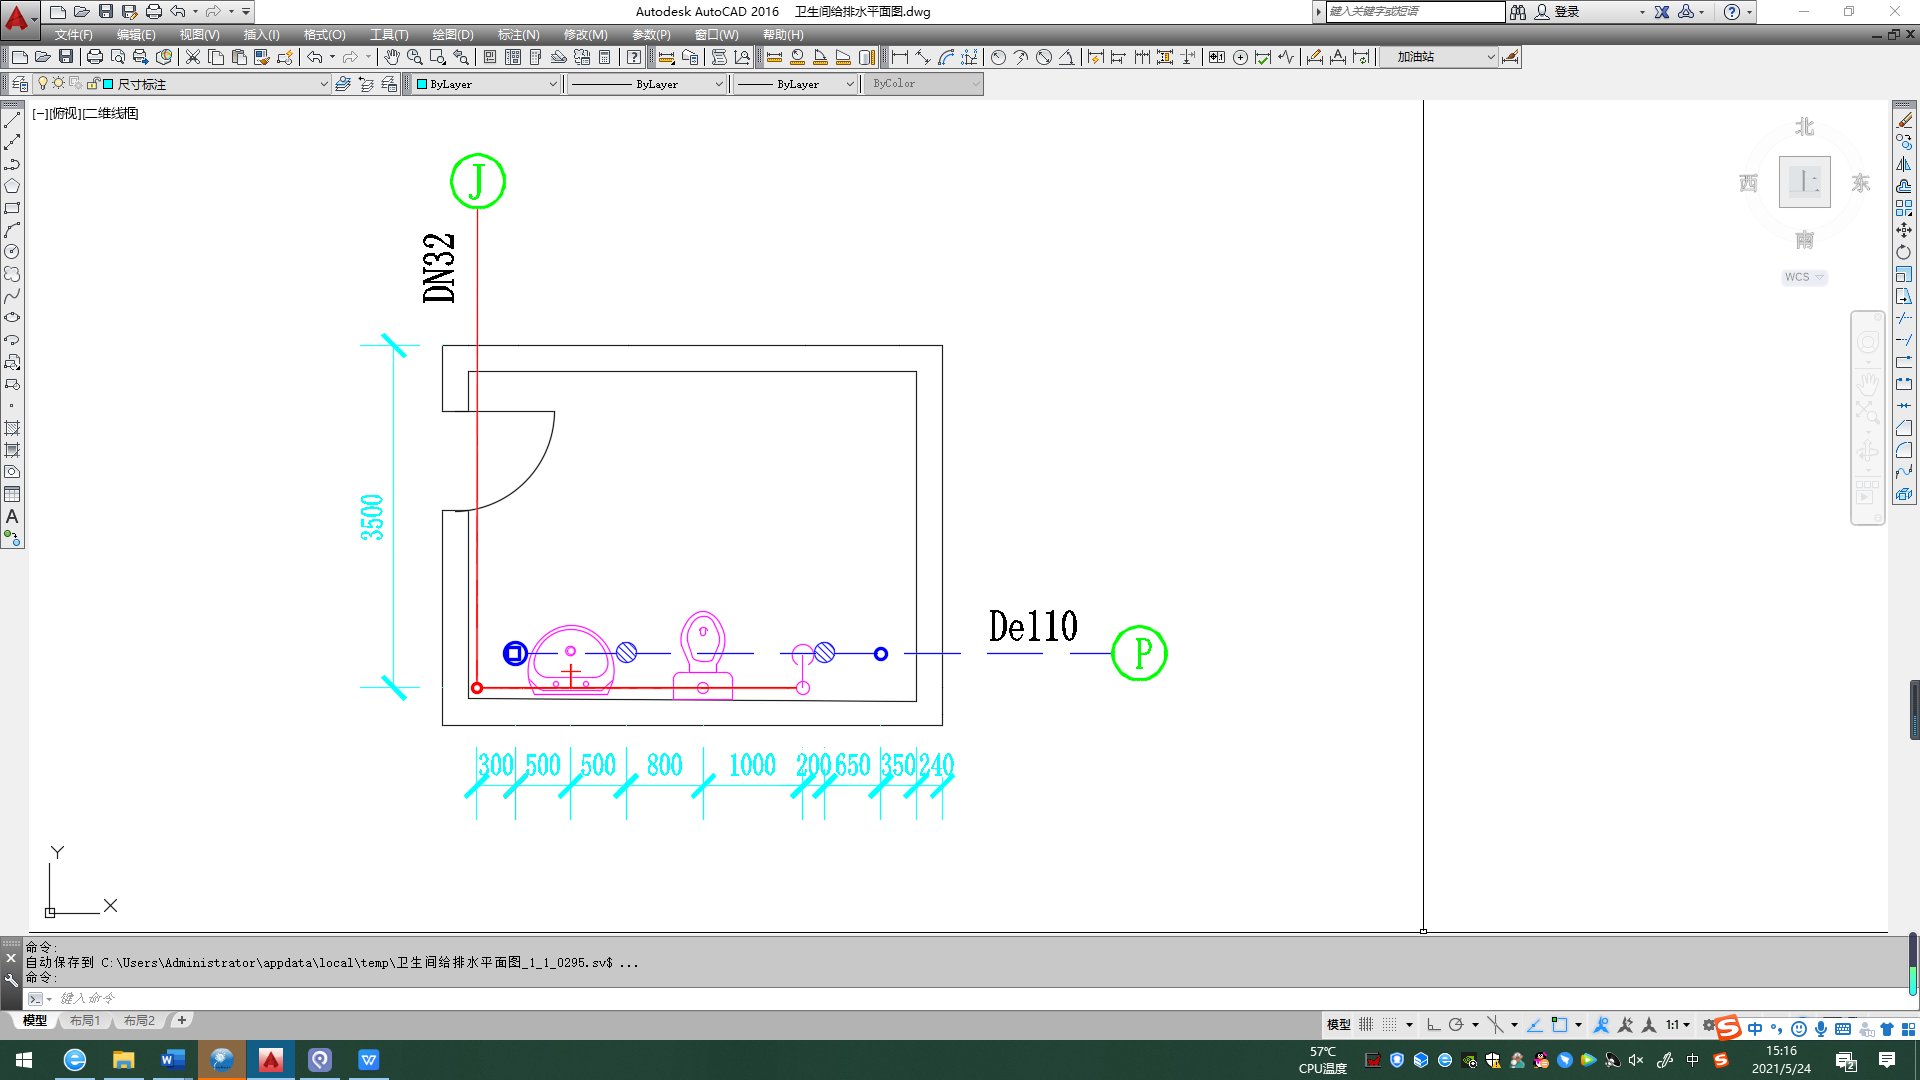 Autodesk AutoCAD 2016 卫生间给排水平面图.dwg
键入关键字或短语
登录
文件(F) 编辑(E) 视图(V) 插入(I) 格式(O) 工具(T) 绘图(D) 标注(N) 修改(M) 参数(P) 窗口(W) 帮助(H)
加油站
尺寸标注
ByLayer
ByLayer
ByLayer
ByColor
[−][俯视][二维线框]
北
西
上
东
南
WCS
J
DN32
3500
De110
P
300 500 500 800 1000 200 650 350 240
Y
X
命令:
自动保存到 C:\Users\Administrator\appdata\local\temp\卫生间给排水平面图_1_1_0295.sv$ ...
命令:
键入命令
模型 布局1 布局2 +
模型
1:1
中
57℃
CPU温度
中
15:16
2021/5/24
2